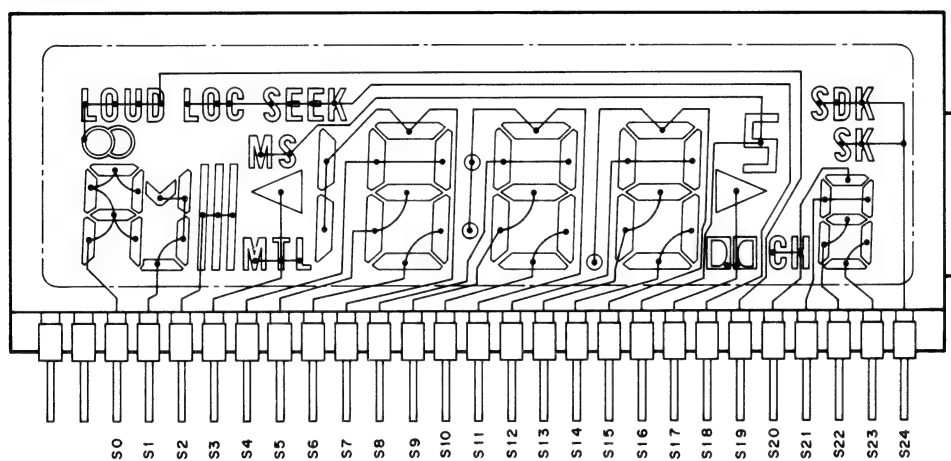 LOUD LOC SEEK SDK
MS SK
MTL CH
S0 S1 S2 S3 S4 S5 S6 S7 S8 S9 S10 S11 S12 S13 S14 S15 S16 S17 S18 S19 S20 S21 S22 S23 S24